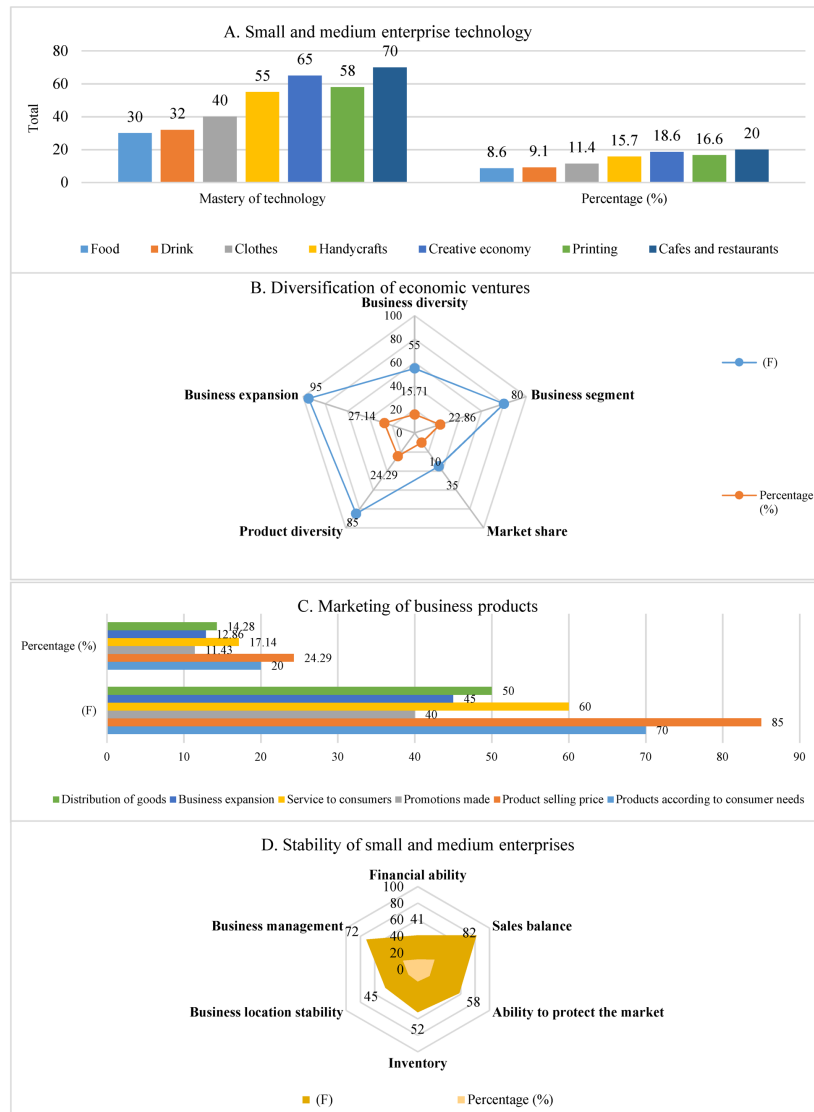 A. Small and medium enterprise technology
80
60
40
20
0
Total
30
32
40
55
65
58
70
8.6
9.1
11.4
15.7
18.6
16.6
20
Mastery of technology
Percentage (%)
Food
Drink
Clothes
Handycrafts
Creative economy
Printing
Cafes and restaurants
B. Diversification of economic ventures
Business diversity
100
80
60
40
20
0
55
15.71
Business expansion
95
27.14
80
22.86
Business segment
10
35
24.29
85
Product diversity
Market share
(F)
Percentage
(%)
C. Marketing of business products
Percentage (%)
14.28
12.86
17.14
11.43
24.29
20
(F)
50
45
60
40
85
70
0
10
20
30
40
50
60
70
80
90
Distribution of goods
Business expansion
Service to consumers
Promotions made
Product selling price
Products according to consumer needs
D. Stability of small and medium enterprises
Financial ability
100
80
60
40
20
0
41
Business management
72
82
Sales balance
Business location stability
45
58
Ability to protect the market
52
Inventory
(F)
Percentage (%)